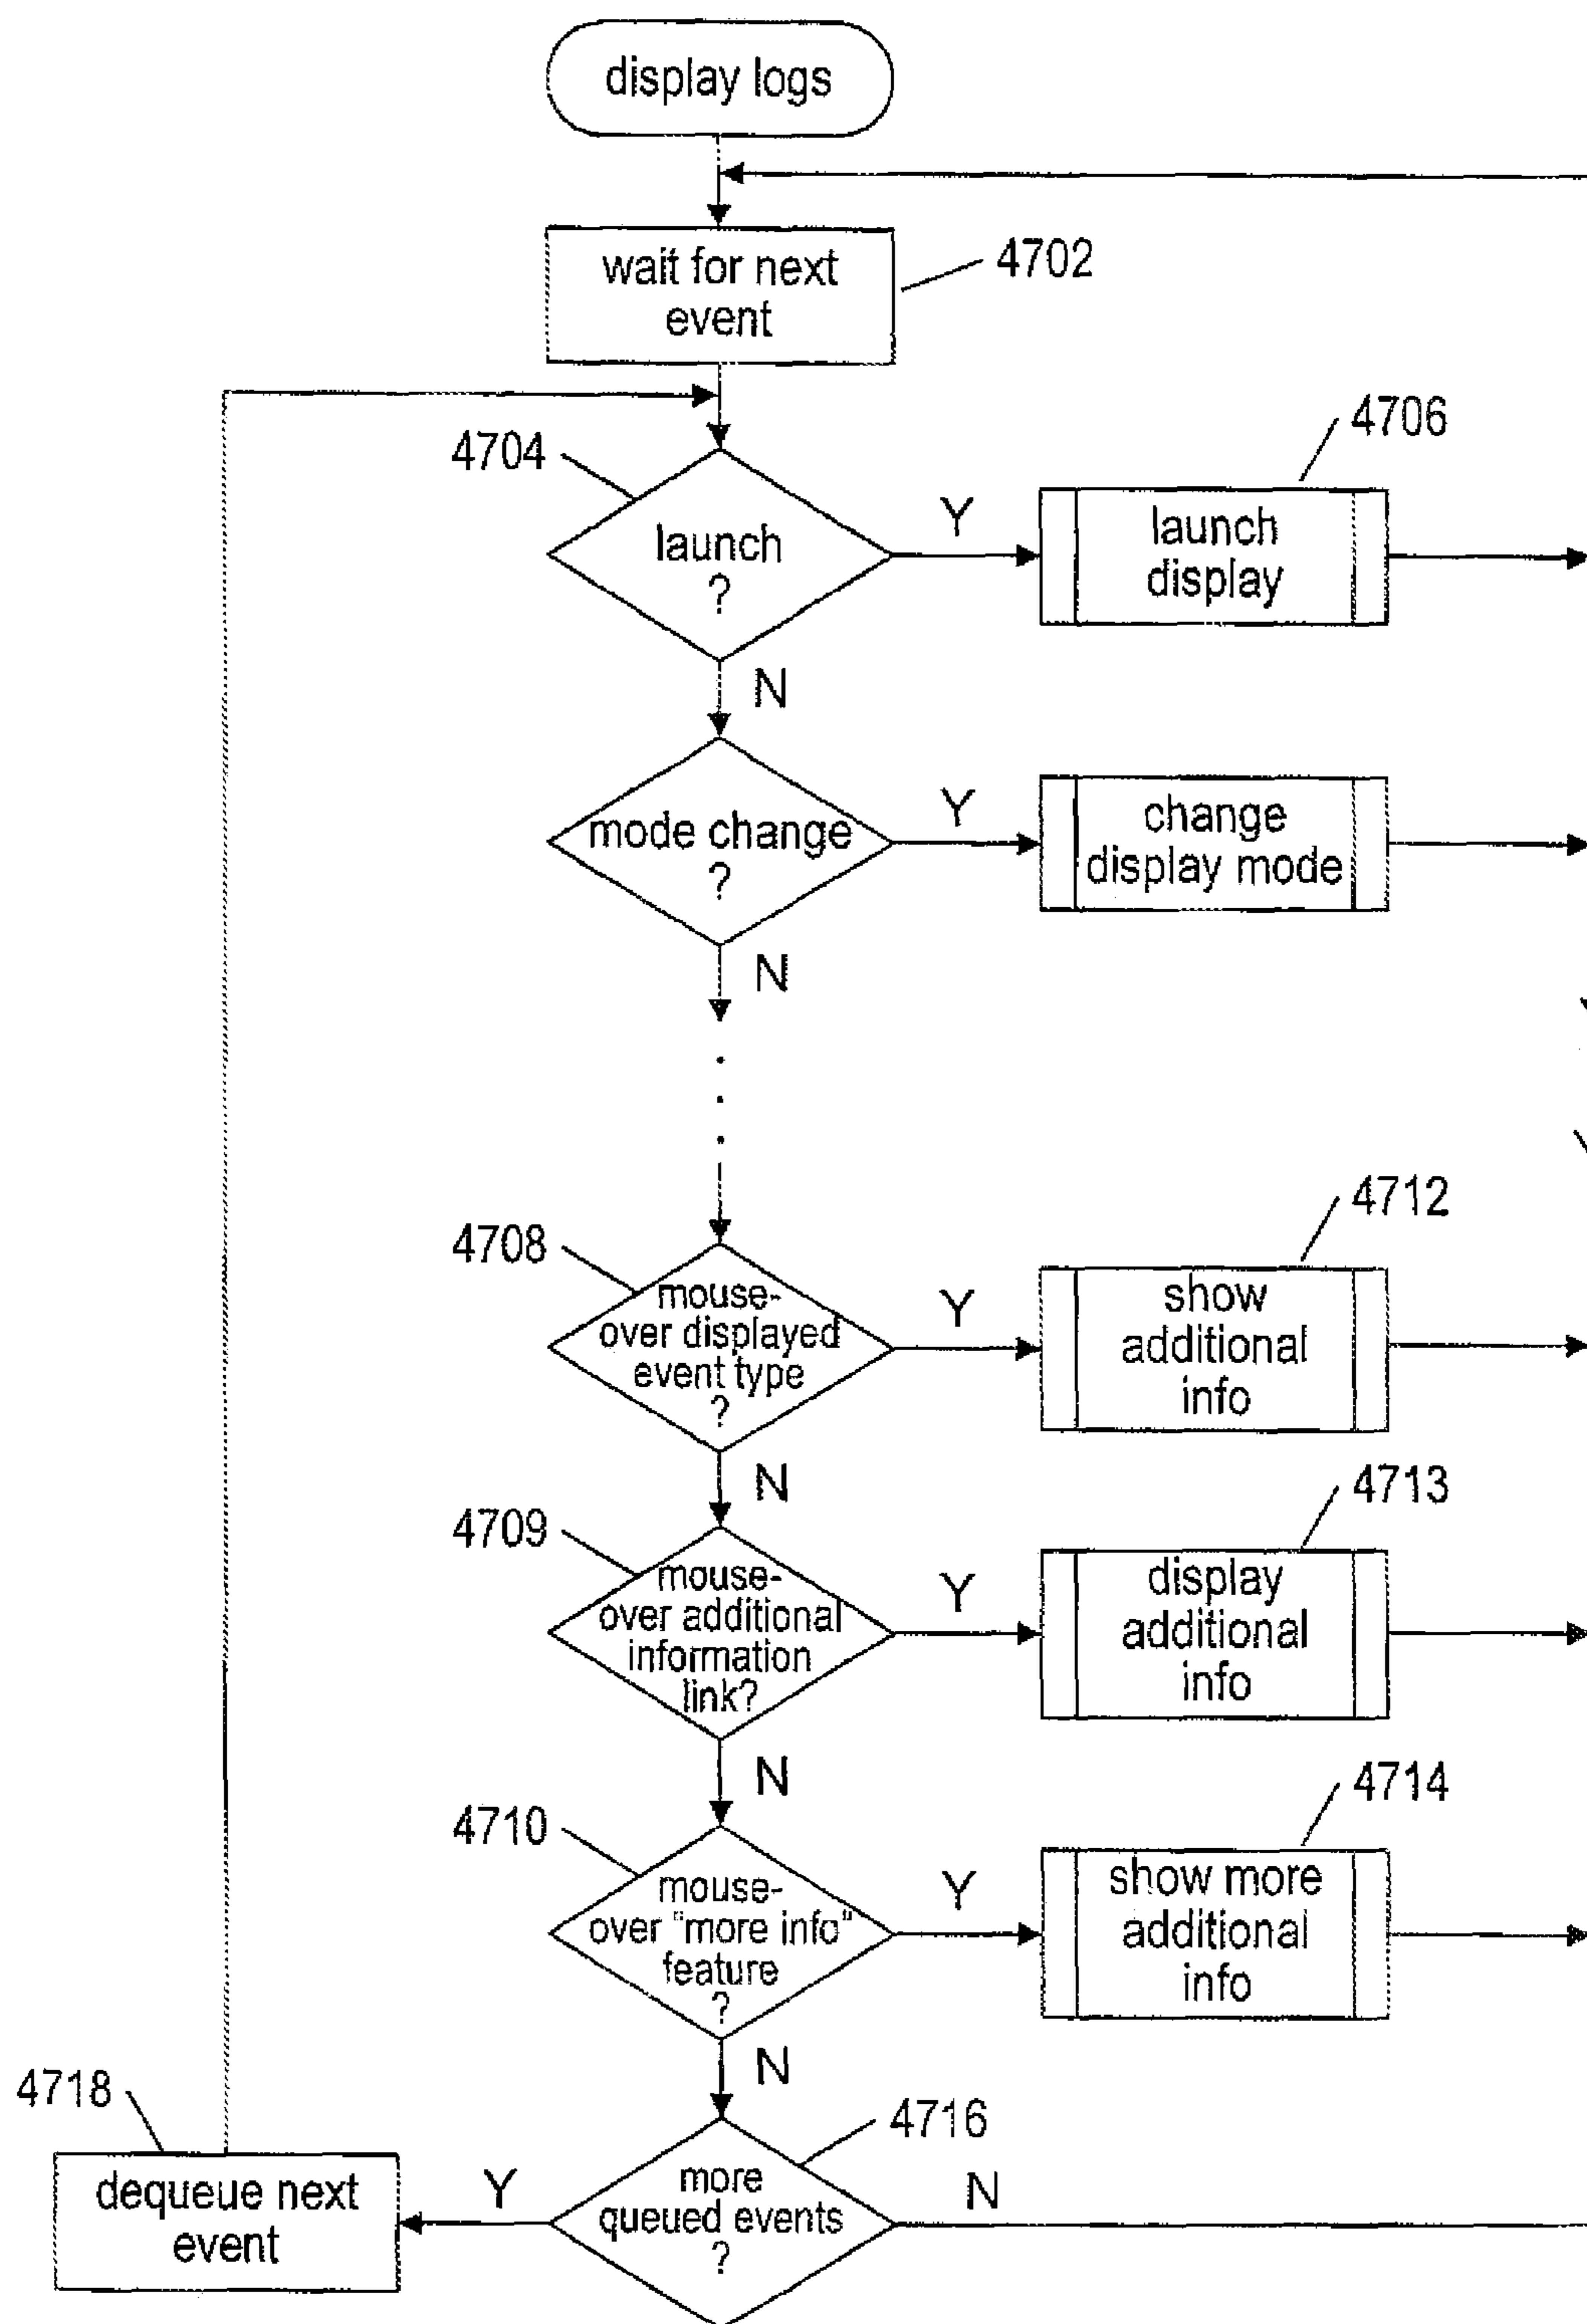 display logs
wait for next
event
4702
4704
launch
?
Y
4706
launch
display
N
mode change
?
Y
change
display mode
N
.
.
.
4708
mouse-
over displayed
event type
?
Y
4712
show
additional
info
N
4709
mouse-
over additional
information
link?
Y
4713
display
additional
info
N
4710
mouse-
over "more info"
feature
?
Y
4714
show more
additional
info
N
4716
more
queued events
?
Y
N
4718
dequeue next
event